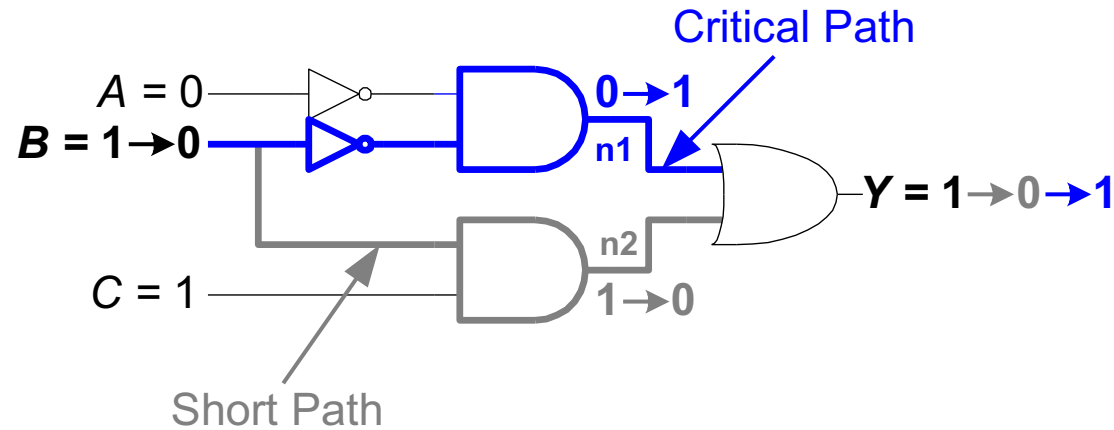 Critical Path
A = 0
0→1
B = 1→0
n1
Y = 1→0→1
n2
C = 1
1→0
Short Path